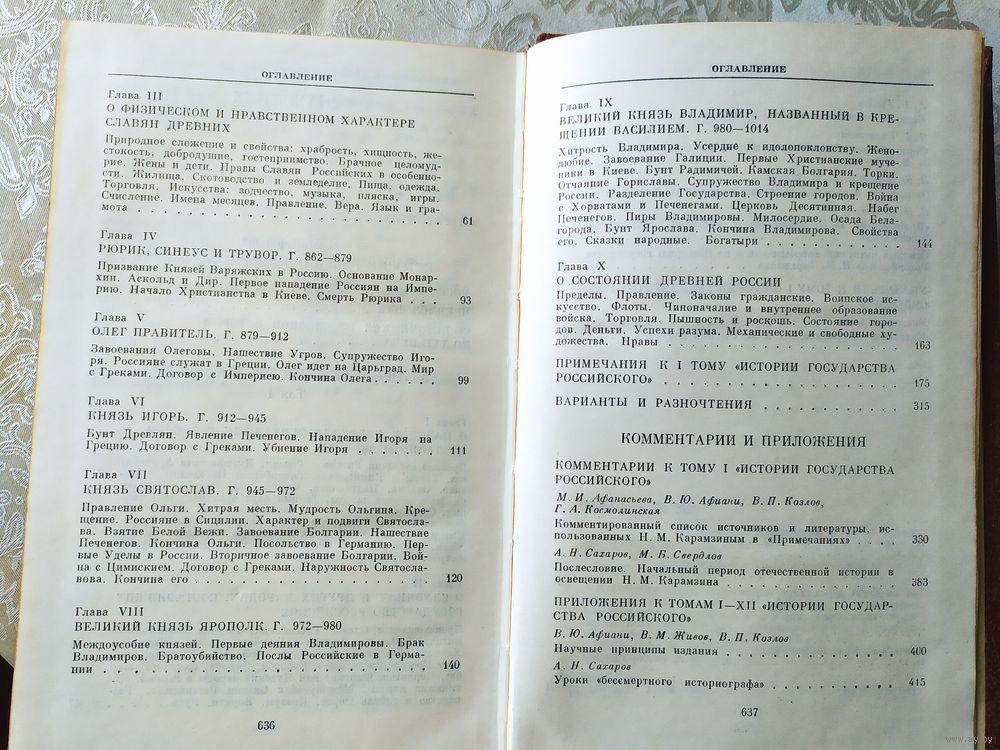 ОГЛАВЛЕНИЕ
Глава III
О ФИЗИЧЕСКОМ И НРАВСТВЕННОМ ХАРАКТЕРЕ
СЛАВЯН ДРЕВНИХ
Природное сложение и свойства: храбрость, хищность, же-
стокость, добродушие, гостеприимство. Брачное целомуд-
рие. Жены и дети. Нравы Славян Российских в особенно-
сти. Жилища. Скотоводство и земледелие. Пища, одежда.
Торговля. Искусства: зодчество, музыка, пляска, игры.
Счисление. Имена месяцев. Правление. Вера. Язык и гра-
мота . . . . . . . . . . . . . . . . . . . . . . 61
Глава IV
РЮРИК, СИНЕУС И ТРУВОР. Г. 862—879
Призвание Князей Варяжских в Россию. Основание Монар-
хии. Аскольд и Дир. Первое нападение Россиян на Импе-
рию. Начало Христианства в Киеве. Смерть Рюрика . . . 93
Глава V
ОЛЕГ ПРАВИТЕЛЬ. Г. 879—912
Завоевания Олеговы. Нашествие Угров. Супружество Иго-
ря. Россияне служат в Греции. Олег идет на Царьград. Мир
с Греками. Договор с Империею. Кончина Олега . . . . . . 99
Глава VI
КНЯЗЬ ИГОРЬ. Г. 912—945
Бунт Древлян. Явление Печенегов. Нападение Игоря на
Грецию. Договор с Греками. Убиение Игоря . . . . . . . 111
Глава VII
КНЯЗЬ СВЯТОСЛАВ. Г. 945—972
Правление Ольги. Хитрая месть. Мудрость Ольгина. Кре-
щение. Россияне в Сицилии. Характер и подвиги Святосла-
ва. Взятие Белой Вежи. Завоевание Болгарии. Нашествие
Печенегов. Кончина Ольги. Посольство в Германию. Пер-
вые Уделы в России. Вторичное завоевание Болгарии. Вой-
на с Цимискием. Договор с Греками. Наружность Святосла-
вова. Кончина его . . . . . . . . . . . . . . . . . . 120
Глава VIII
ВЕЛИКИЙ КНЯЗЬ ЯРОПОЛК. Г. 972—980
Междоусобие князей. Первые деяния Владимировы. Брак
Владимиров. Братоубийство. Послы Российские в Герма-
нии . . . . . . . . . . . . . . . . . . . . . . . 140
636
ОГЛАВЛЕНИЕ
Глава IX
ВЕЛИКИЙ КНЯЗЬ ВЛАДИМИР, НАЗВАННЫЙ В КРЕ-
ЩЕНИИ ВАСИЛИЕМ. Г. 980—1014
Хитрость Владимира. Усердие к идолопоклонству. Жено-
любие. Завоевание Галиции. Первые Христианские муче-
ники в Киеве. Бунт Радимичей. Камская Болгария. Торки.
Отчаяние Гориславы. Супружество Владимира и крещение
России. Разделение Государства. Строение городов. Война
с Хорватами и Печенегами. Церковь Десятинная. Набег
Печенегов. Пиры Владимировы. Милосердие. Осада Бела-
города. Бунт Ярослава. Кончина Владимирова. Свойства
его. Сказки народные. Богатыри . . . . . . . . . . . . 144
Глава X
О СОСТОЯНИИ ДРЕВНЕЙ РОССИИ
Пределы. Правление. Законы гражданские. Воинское ис-
кусство. Флоты. Чиноначалие и внутреннее образование
войска. Торговля. Пышность и роскошь. Состояние горо-
дов. Деньги. Успехи разума. Механические и свободные ху-
дожества. Нравы . . . . . . . . . . . . . . . . . . 163
ПРИМЕЧАНИЯ К I ТОМУ «ИСТОРИИ ГОСУДАРСТВА
РОССИЙСКОГО» . . . . . . . . . . . . . . . . . . . 175
ВАРИАНТЫ И РАЗНОЧТЕНИЯ . . . . . . . . . . . . 315
КОММЕНТАРИИ И ПРИЛОЖЕНИЯ
КОММЕНТАРИИ К ТОМУ I «ИСТОРИИ ГОСУДАРСТВА
РОССИЙСКОГО»
М. И. Афанасьева, В. Ю. Афиани, В. П. Козлов,
Г. А. Космолинская
Комментированный список источников и литературы, ис-
пользованных Н. М. Карамзиным в «Примечаниях» . . . . 330
А. Н. Сахаров, М. Б. Свердлов
Послесловие. Начальный период отечественной истории в
освещении Н. М. Карамзина . . . . . . . . . . . . . . . 383
ПРИЛОЖЕНИЯ К ТОМАМ I—XII «ИСТОРИИ ГОСУДАР-
СТВА РОССИЙСКОГО»
В. Ю. Афиани, В. М. Живов, В. П. Козлов
Научные принципы издания . . . . . . . . . . . . . . . 400
А. Н. Сахаров
Уроки «бессмертного историографа» . . . . . . . . . . . 415
637